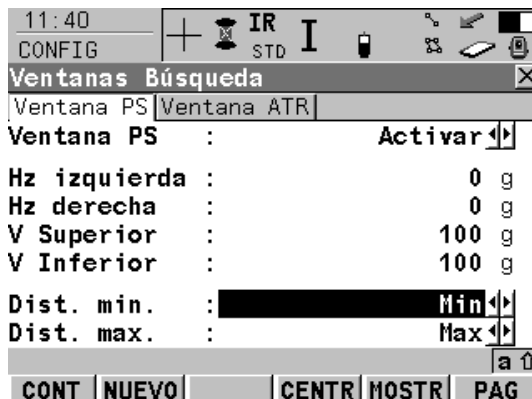 11:40
CONFIG
IR
STD
I
Ventanas Búsqueda
Ventana PS Ventana ATR
Ventana PS : Activar
Hz izquierda : 0 g
Hz derecha : 0 g
V Superior : 100 g
V Inferior : 100 g
Dist. min. : Min
Dist. max. : Max
a
CONT NUEVO CENTR MOSTR PAG